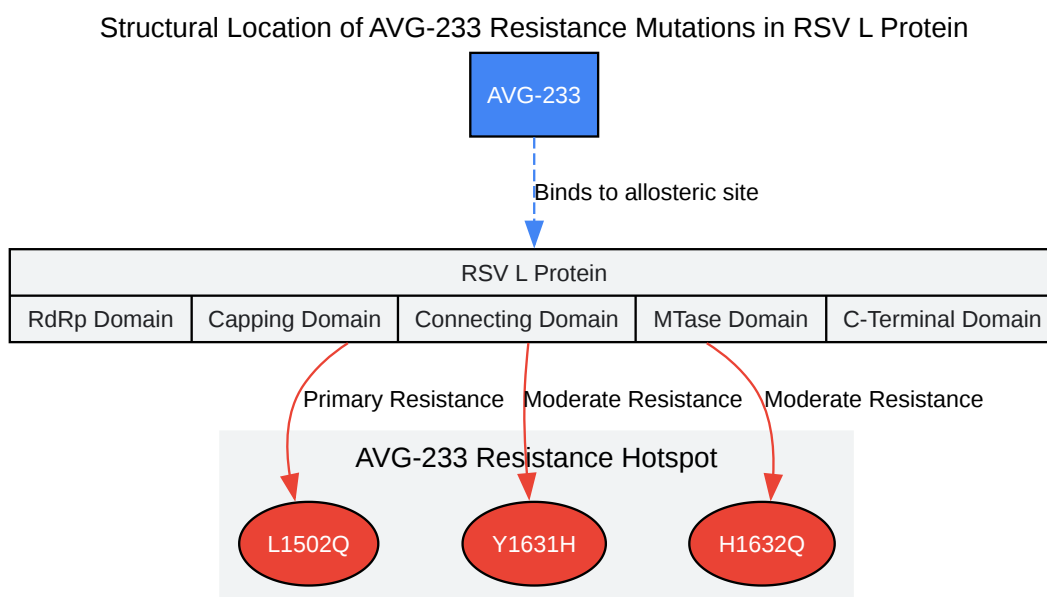 Structural Location of AVG-233 Resistance Mutations in RSV L Protein
AVG-233
Binds to allosteric site
RSV L Protein
RdRp Domain
Capping Domain
Connecting Domain
MTase Domain
C-Terminal Domain
Primary Resistance
Moderate Resistance
Moderate Resistance
AVG-233 Resistance Hotspot
L1502Q
Y1631H
H1632Q